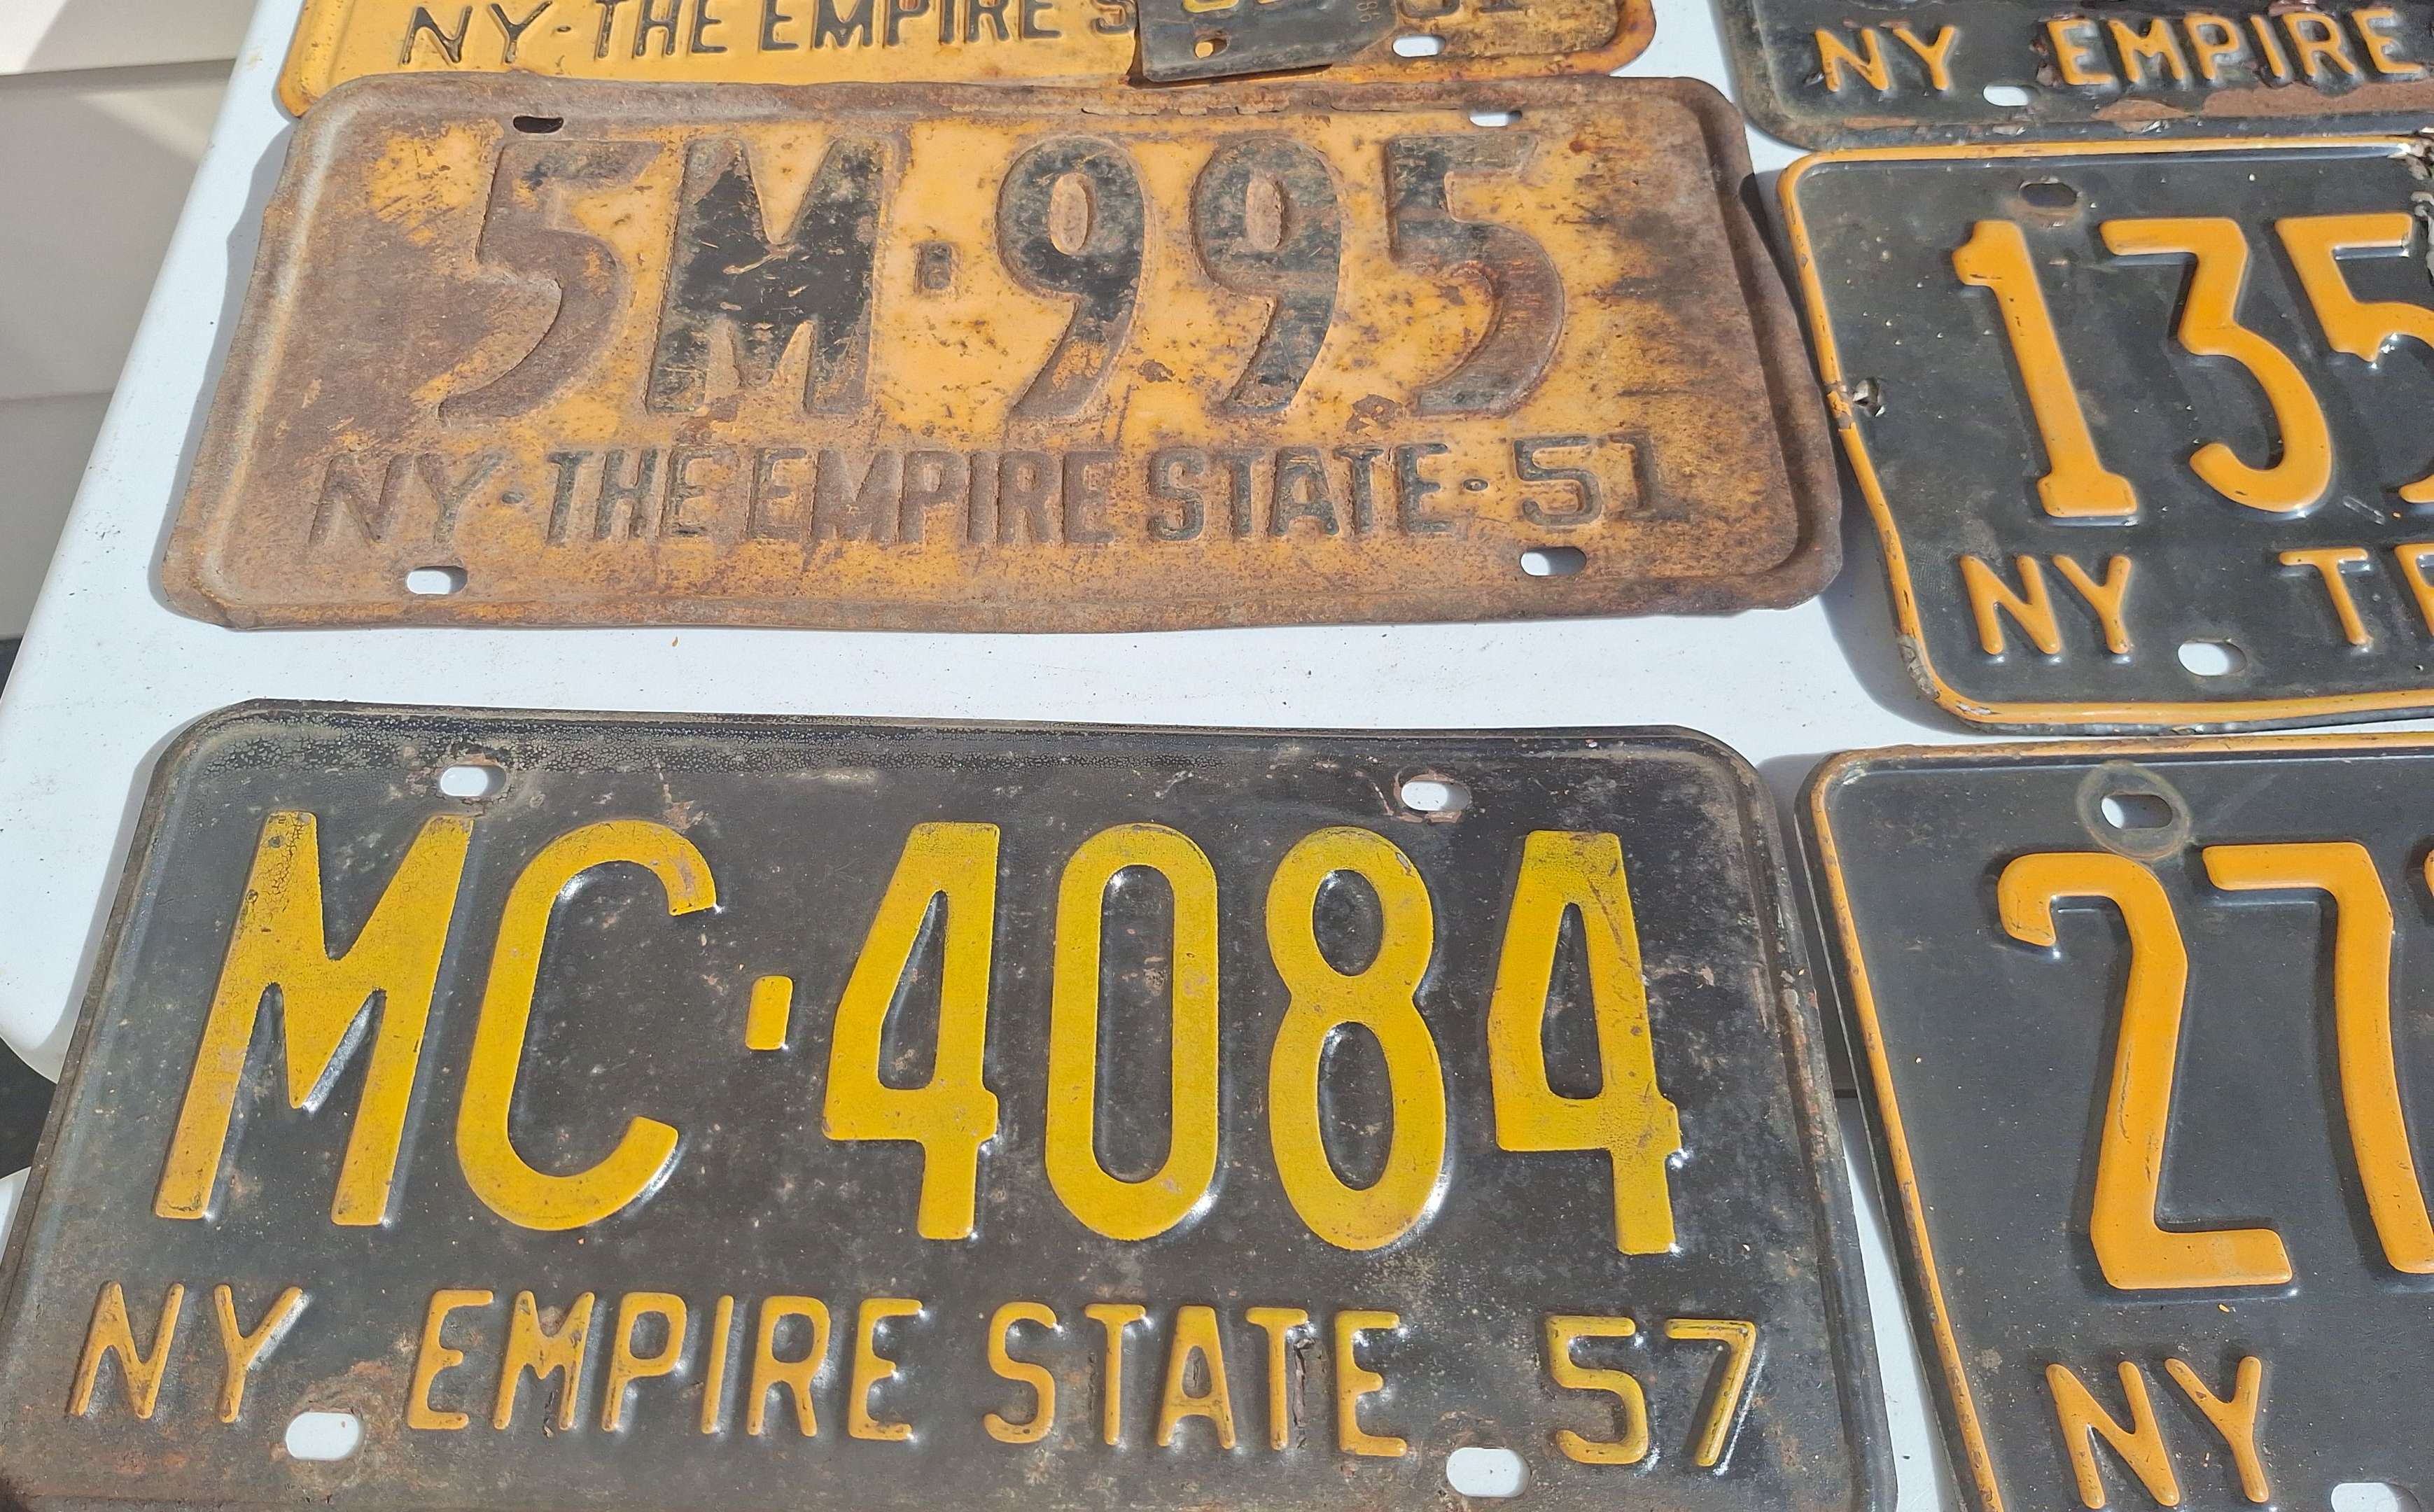 NY·THE EMPIRE
5M·995
NY·THE EMPIRE STATE·51
MC·4084
NY EMPIRE STATE 57
NY EMPIRE
135
NY
27
NY